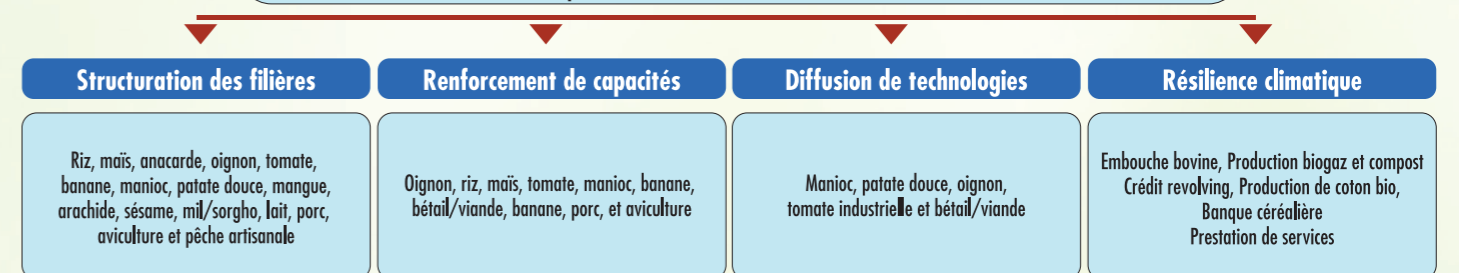 Structuration des filières
Riz, maïs, anacarde, oignon, tomate,
banane, manioc, patate douce, mangue,
arachide, sésame, mil/sorgho, lait, porc,
aviculture et pêche artisanale
Renforcement de capacités
Oignon, riz, maïs, tomate, manioc, banane,
bétail/viande, banane, porc, et aviculture
Diffusion de technologies
Manioc, patate douce, oignon,
tomate industrielle et bétail/viande
Résilience climatique
Embouche bovine, Production biogaz et compost
Crédit revolving, Production de coton bio,
Banque céréalière
Prestation de services